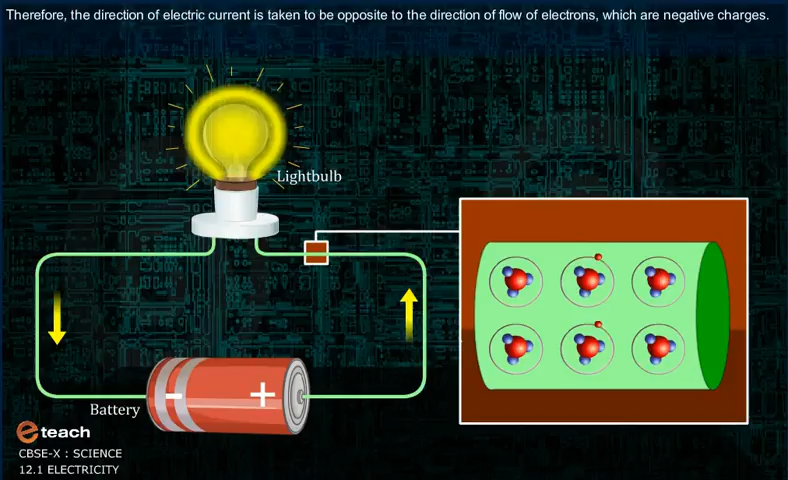 Therefore, the direction of electric current is taken to be opposite to the direction of flow of electrons, which are negative charges.
Lightbulb
− +
Battery
eteach
CBSE-X : SCIENCE
12.1 ELECTRICITY